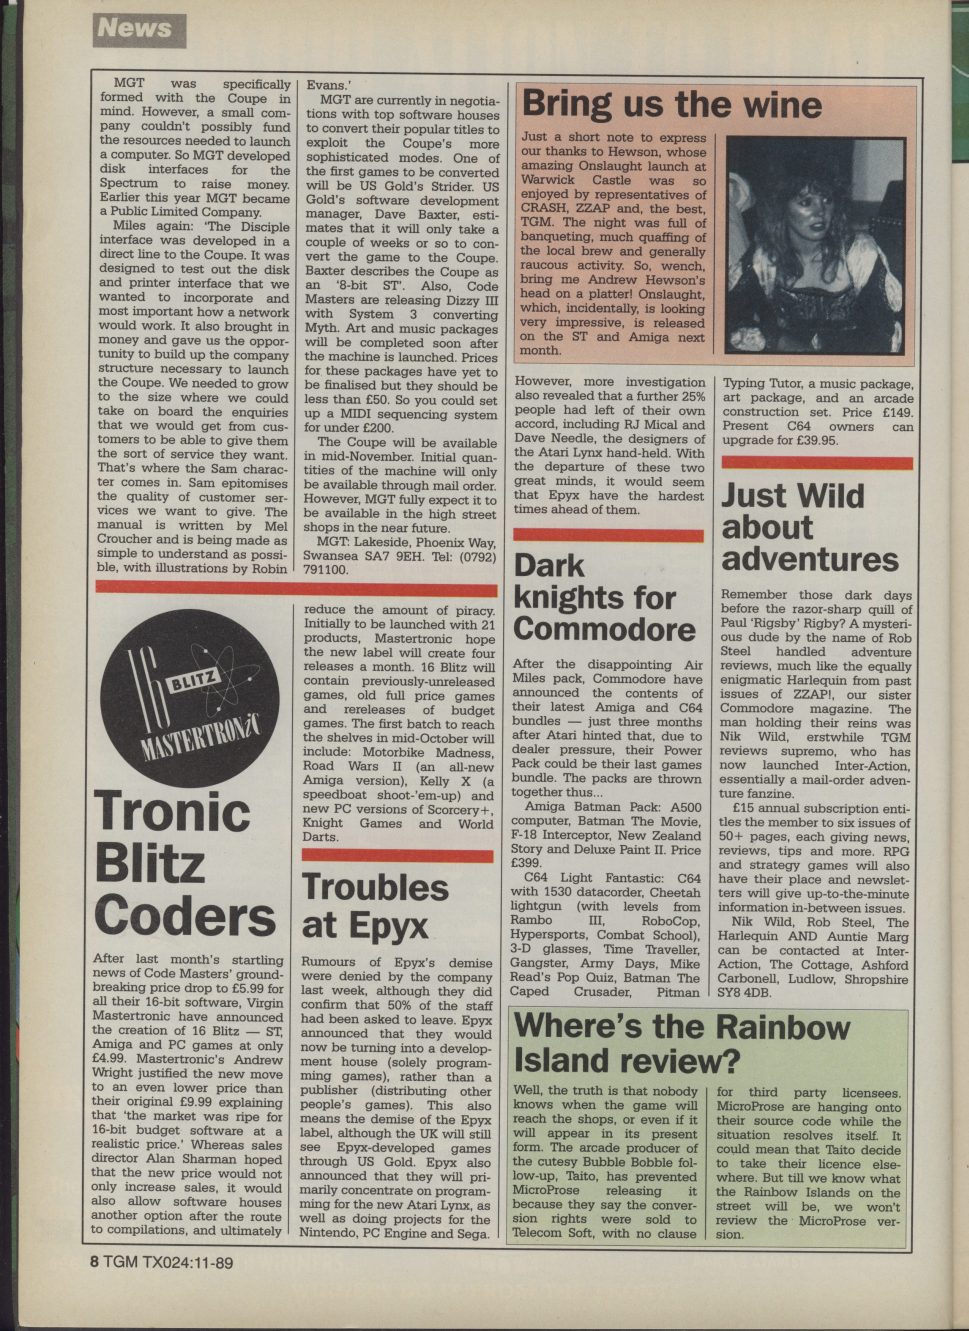 News
MGT was specifically
formed with the Coupe in
mind. However, a small com-
pany couldn't possibly fund
the resources needed to launch
a computer. So MGT developed
disk interfaces for the
Spectrum to raise money.
Earlier this year MGT became
a Public Limited Company.
Miles again: 'The Disciple
interface was developed in a
direct line to the Coupe. It was
designed to test out the disk
and printer interface that we
wanted to incorporate and
most important how a network
would work. It also brought in
money and gave us the oppor-
tunity to build up the company
structure necessary to launch
the Coupe. We needed to grow
to the size where we could
take on board the enquiries
that we would get from cus-
tomers to be able to give them
the sort of service they want.
That's where the Sam charac-
ter comes in. Sam epitomises
the quality of customer ser-
vices we want to give. The
manual is written by Mel
Croucher and is being made as
simple to understand as possi-
ble, with illustrations by Robin
Evans.'
MGT are currently in negotia-
tions with top software houses
to convert their popular titles to
exploit the Coupe's more
sophisticated modes. One of
the first games to be converted
will be US Gold's Strider. US
Gold's software development
manager, Dave Baxter, esti-
mates that it will only take a
couple of weeks or so to con-
vert the game to the Coupe.
Baxter describes the Coupe as
an '8-bit ST'. Also, Code
Masters are releasing Dizzy III
with System 3 converting
Myth. Art and music packages
will be completed soon after
the machine is launched. Prices
for these packages have yet to
be finalised but they should be
less than £50. So you could set
up a MIDI sequencing system
for under £200.
The Coupe will be available
in mid-November. Initial quan-
tities of the machine will only
be available through mail order.
However, MGT fully expect it to
be available in the high street
shops in the near future.
MGT: Lakeside, Phoenix Way,
Swansea SA7 9EH. Tel: (0792)
791100.
16
BLITZ
MASTERTRONiC
Tronic
Blitz
Coders
After last month's startling
news of Code Masters' ground-
breaking price drop to £5.99 for
all their 16-bit software, Virgin
Mastertronic have announced
the creation of 16 Blitz — ST,
Amiga and PC games at only
£4.99. Mastertronic's Andrew
Wright justified the new move
to an even lower price than
their original £9.99 explaining
that 'the market was ripe for
16-bit budget software at a
realistic price.' Whereas sales
director Alan Sharman hoped
that the new price would not
only increase sales, it would
also allow software houses
another option after the route
to compilations, and ultimately
reduce the amount of piracy.
Initially to be launched with 21
products, Mastertronic hope
the new label will create four
releases a month. 16 Blitz will
contain previously-unreleased
games, old full price games
and rereleases of budget
games. The first batch to reach
the shelves in mid-October will
include: Motorbike Madness,
Road Wars II (an all-new
Amiga version), Kelly X (a
speedboat shoot-'em-up) and
new PC versions of Scorcery+,
Knight Games and World
Darts.
Troubles
at Epyx
Rumours of Epyx's demise
were denied by the company
last week, although they did
confirm that 50% of the staff
had been asked to leave. Epyx
announced that they would
now be turning into a develop-
ment house (solely program-
ming games), rather than a
publisher (distributing other
people's games). This also
means the demise of the Epyx
label, although the UK will still
see Epyx-developed games
through US Gold. Epyx also
announced that they will pri-
marily concentrate on program-
ming for the new Atari Lynx, as
well as doing projects for the
Nintendo, PC Engine and Sega.
Bring us the wine
Just a short note to express
our thanks to Hewson, whose
amazing Onslaught launch at
Warwick Castle was so
enjoyed by representatives of
CRASH, ZZAP and, the best,
TGM. The night was full of
banqueting, much quaffing of
the local brew and generally
raucous activity. So, wench,
bring me Andrew Hewson's
head on a platter! Onslaught,
which, incidentally, is looking
very impressive, is released
on the ST and Amiga next
month.
However, more investigation
also revealed that a further 25%
people had left of their own
accord, including RJ Mical and
Dave Needle, the designers of
the Atari Lynx hand-held. With
the departure of these two
great minds, it would seem
that Epyx have the hardest
times ahead of them.
Dark
knights for
Commodore
After the disappointing Air
Miles pack, Commodore have
announced the contents of
their latest Amiga and C64
bundles — just three months
after Atari hinted that, due to
dealer pressure, their Power
Pack could be their last games
bundle. The packs are thrown
together thus...
Amiga Batman Pack: A500
computer, Batman The Movie,
F-18 Interceptor, New Zealand
Story and Deluxe Paint II. Price
£399.
C64 Light Fantastic: C64
with 1530 datacorder, Cheetah
lightgun (with levels from
Rambo III, RoboCop,
Hypersports, Combat School),
3-D glasses, Time Traveller,
Gangster, Army Days, Mike
Read's Pop Quiz, Batman The
Caped Crusader, Pitman
Typing Tutor, a music package,
art package, and an arcade
construction set. Price £149.
Present C64 owners can
upgrade for £39.95.
Just Wild
about
adventures
Remember those dark days
before the razor-sharp quill of
Paul 'Rigsby' Rigby? A mysteri-
ous dude by the name of Rob
Steel handled adventure
reviews, much like the equally
enigmatic Harlequin from past
issues of ZZAP!, our sister
Commodore magazine. The
man holding their reins was
Nik Wild, erstwhile TGM
reviews supremo, who has
now launched Inter-Action,
essentially a mail-order adven-
ture fanzine.
£15 annual subscription enti-
tles the member to six issues of
50+ pages, each giving news,
reviews, tips and more. RPG
and strategy games will also
have their place and newslet-
ters will give up-to-the-minute
information in-between issues.
Nik Wild, Rob Steel, The
Harlequin AND Auntie Marg
can be contacted at Inter-
Action, The Cottage, Ashford
Carbonell, Ludlow, Shropshire
SY8 4DB.
Where's the Rainbow
Island review?
Well, the truth is that nobody
knows when the game will
reach the shops, or even if it
will appear in its present
form. The arcade producer of
the cutesy Bubble Bobble fol-
low-up, Taito, has prevented
MicroProse releasing it
because they say the conver-
sion rights were sold to
Telecom Soft, with no clause
for third party licensees.
MicroProse are hanging onto
their source code while the
situation resolves itself. It
could mean that Taito decide
to take their licence else-
where. But till we know what
the Rainbow Islands on the
street will be, we won't
review the MicroProse ver-
sion.
8 TGM TX024:11-89